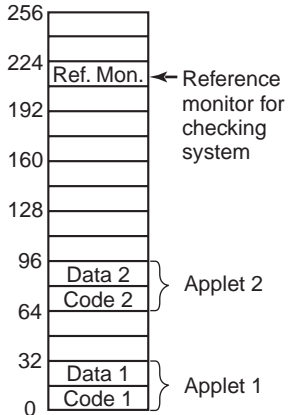 256
224
Ref. Mon.
Reference
monitor for
checking
system
192
160
128
96
Data 2
Code 2
Applet 2
64
32
Data 1
Code 1
Applet 1
0